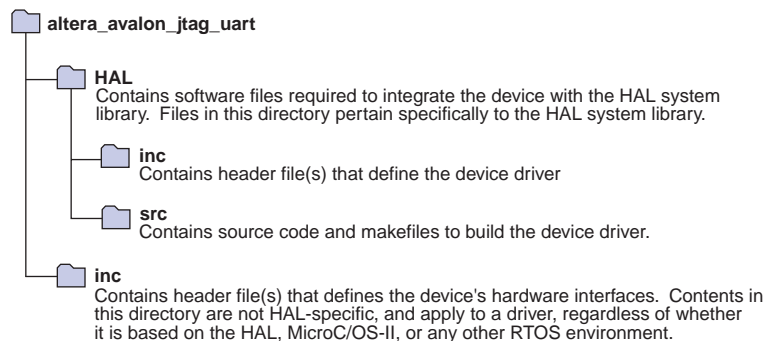 altera_avalon_jtag_uart
HAL
Contains software files required to integrate the device with the HAL system
library.  Files in this directory pertain specifically to the HAL system library.
inc
Contains header file(s) that define the device driver
src
Contains source code and makefiles to build the device driver.
inc
Contains header file(s) that defines the device's hardware interfaces.  Contents in
this directory are not HAL-specific, and apply to a driver, regardless of whether
it is based on the HAL, MicroC/OS-II, or any other RTOS environment.